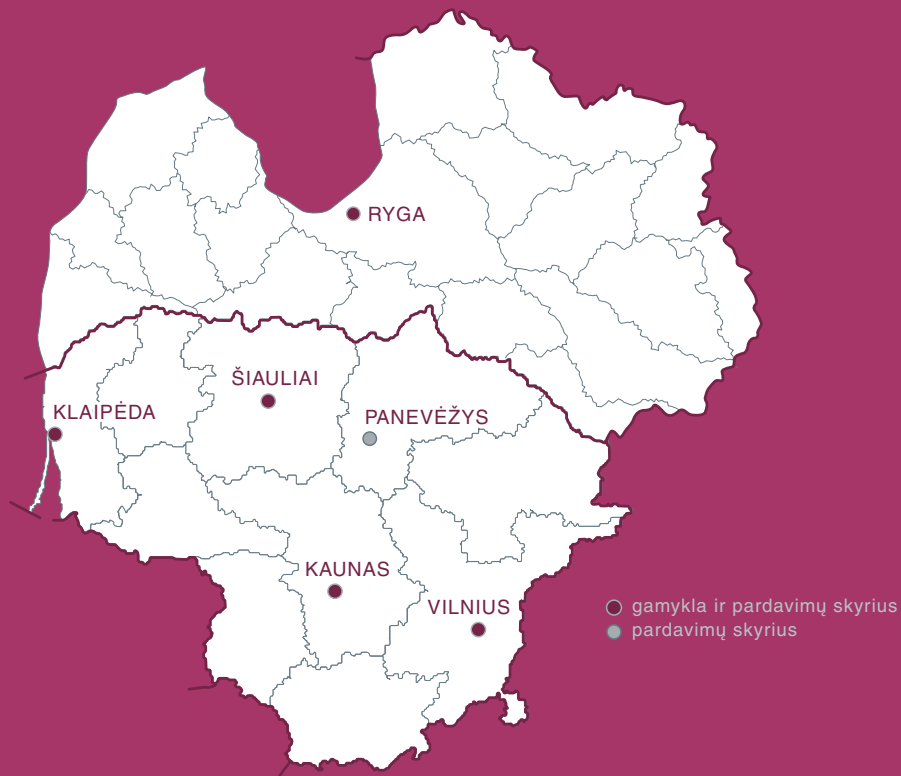 RYGA
ŠIAULIAI
KLAIPĖDA
PANEVĖŽYS
KAUNAS
VILNIUS
gamykla ir pardavimų skyrius
pardavimų skyrius